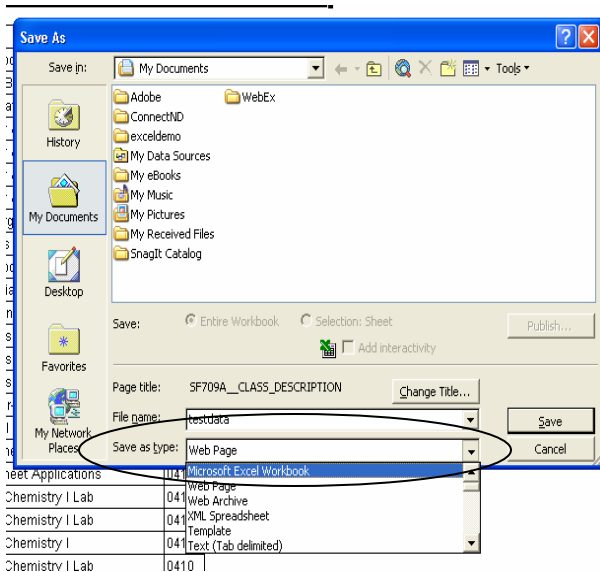 Save As
Save in: My Documents Tools
Adobe WebEx
ConnectND
exceldemo
My Data Sources
My eBooks
My Music
My Pictures
My Received Files
SnagIt Catalog
History
My Documents
Desktop
Favorites
My Network Places
Save: Entire Workbook Selection: Sheet Publish...
Add interactivity
Page title: SF709A__CLASS_DESCRIPTION Change Title...
File name: testdata Save
Save as type: Web Page Cancel
Microsoft Excel Workbook
Web Page
Web Archive
XML Spreadsheet
Template
Text (Tab delimited)
heet Applications 041
Chemistry I Lab 041
Chemistry I Lab 041
Chemistry I 041
Chemistry I Lab 0410